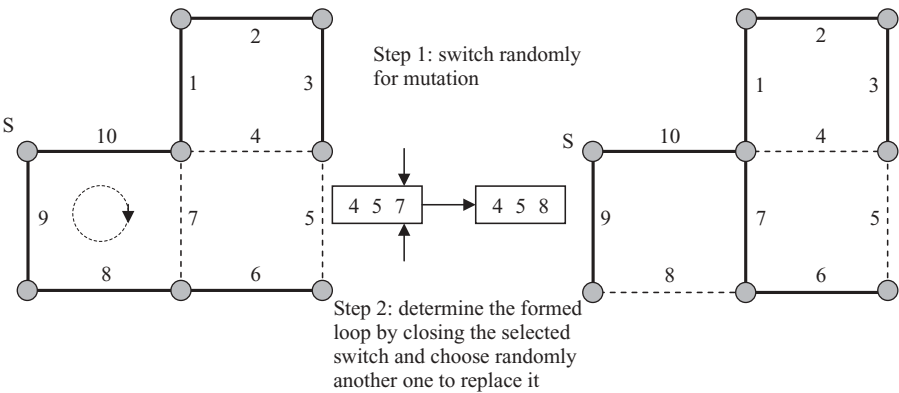 2
Step 1: switch randomly
for mutation
1
3
S
10
4
9
7
5
8
6
4 5 7
4 5 8
Step 2: determine the formed
loop by closing the selected
switch and choose randomly
another one to replace it
2
1
3
S
10
4
9
7
5
8
6